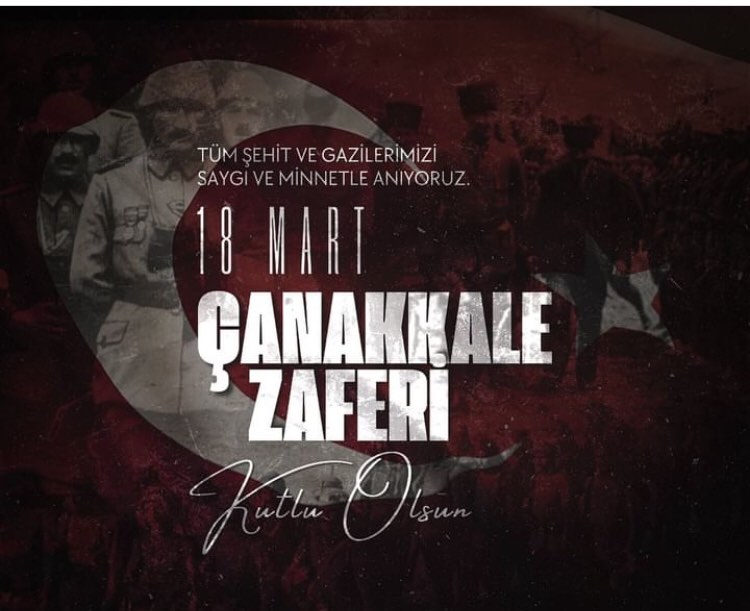 TÜM ŞEHİT VE GAZİLERİMİZİ
SAYGI VE MİNNETLE ANIYORUZ.
18 MART
ÇANAKKALE
ZAFERİ
Kutlu Olsun